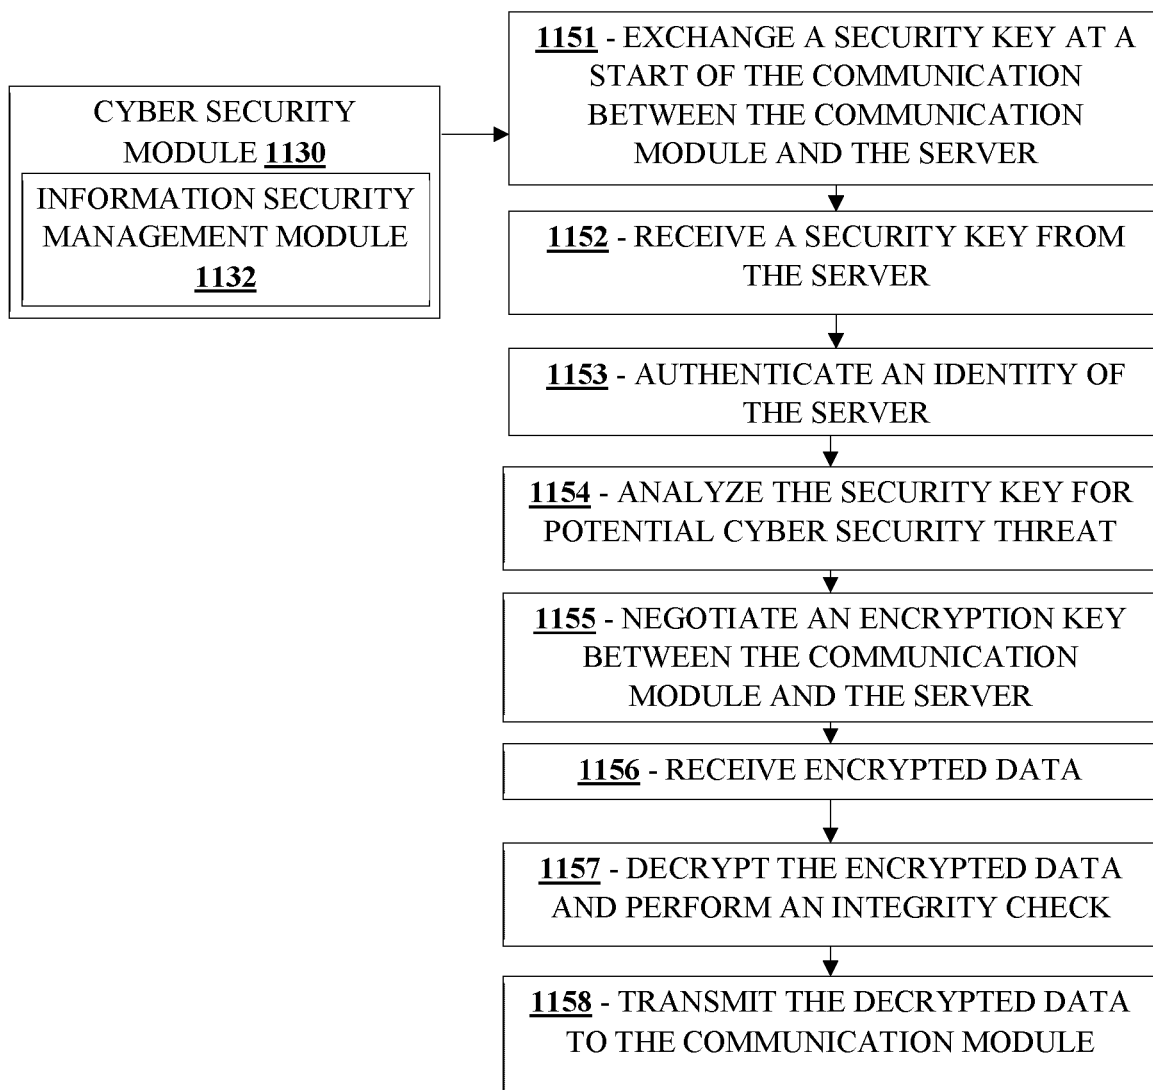 CYBER SECURITY
MODULE 1130
INFORMATION SECURITY
MANAGEMENT MODULE
1132
1151 - EXCHANGE A SECURITY KEY AT A
START OF THE COMMUNICATION
BETWEEN THE COMMUNICATION
MODULE AND THE SERVER
1152 - RECEIVE A SECURITY KEY FROM
THE SERVER
1153 - AUTHENTICATE AN IDENTITY OF
THE SERVER
1154 - ANALYZE THE SECURITY KEY FOR
POTENTIAL CYBER SECURITY THREAT
1155 - NEGOTIATE AN ENCRYPTION KEY
BETWEEN THE COMMUNICATION
MODULE AND THE SERVER
1156 - RECEIVE ENCRYPTED DATA
1157 - DECRYPT THE ENCRYPTED DATA
AND PERFORM AN INTEGRITY CHECK
1158 - TRANSMIT THE DECRYPTED DATA
TO THE COMMUNICATION MODULE